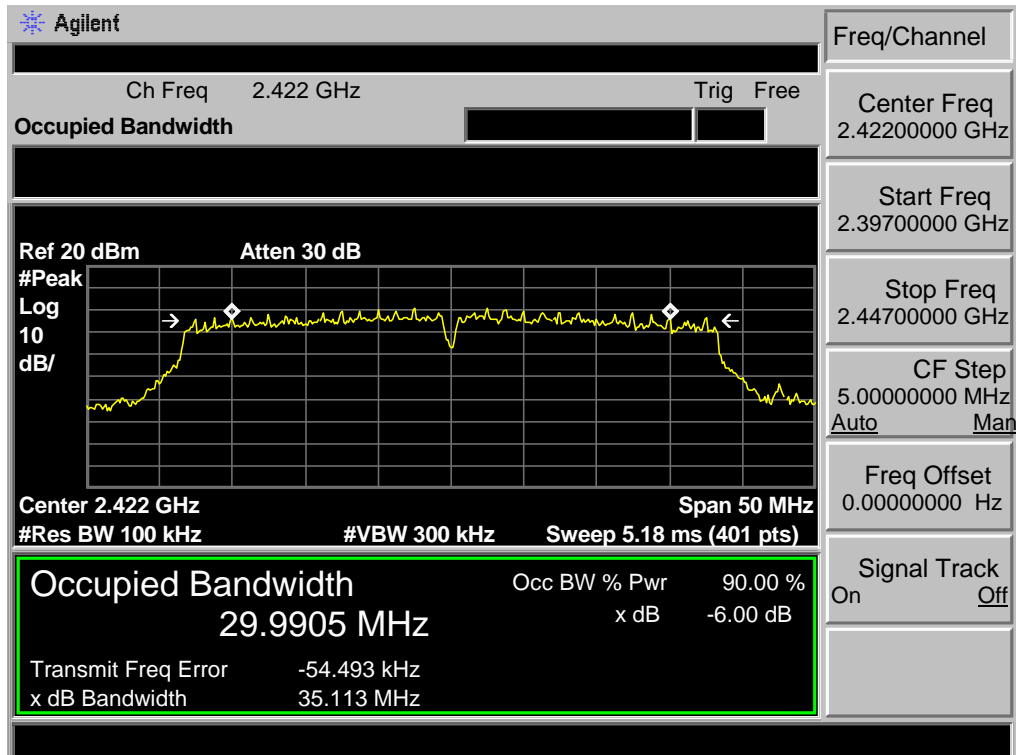 Agilent
Freq/Channel
Ch Freq 2.422 GHz Trig Free
Occupied Bandwidth
Center Freq
2.42200000 GHz
Start Freq
2.39700000 GHz
Stop Freq
2.44700000 GHz
CF Step
5.00000000 MHz
Auto Man
Freq Offset
0.00000000 Hz
Signal Track
On Off
Ref 20 dBm Atten 30 dB
#Peak
Log
10
dB/
Center 2.422 GHz Span 50 MHz
#Res BW 100 kHz #VBW 300 kHz Sweep 5.18 ms (401 pts)
Occupied Bandwidth Occ BW % Pwr 90.00 %
29.9905 MHz x dB -6.00 dB
Transmit Freq Error -54.493 kHz
x dB Bandwidth 35.113 MHz